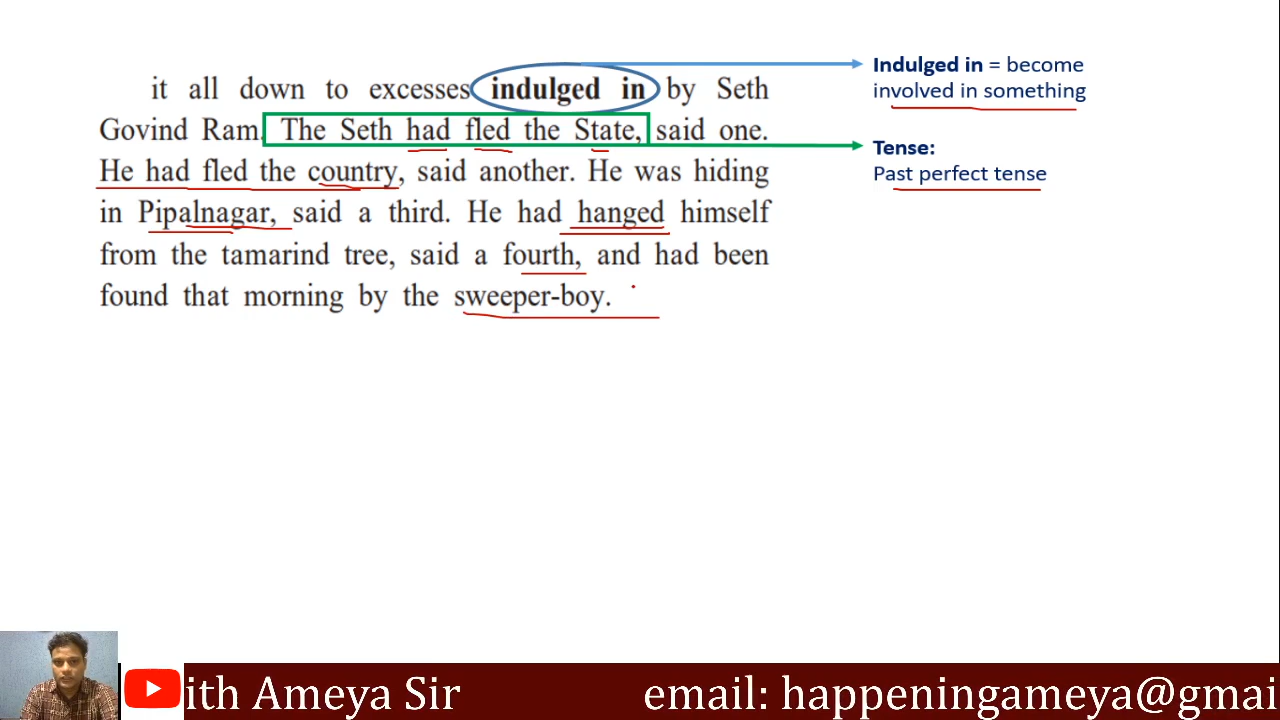 it all down to excesses indulged in by Seth
Govind Ram. The Seth had fled the State, said one.
He had fled the country, said another. He was hiding
in Pipalnagar, said a third. He had hanged himself
from the tamarind tree, said a fourth, and had been
found that morning by the sweeper-boy.
Indulged in = become
involved in something
Tense:
Past perfect tense
ith Ameya Sir
email: happeningameya@gmai